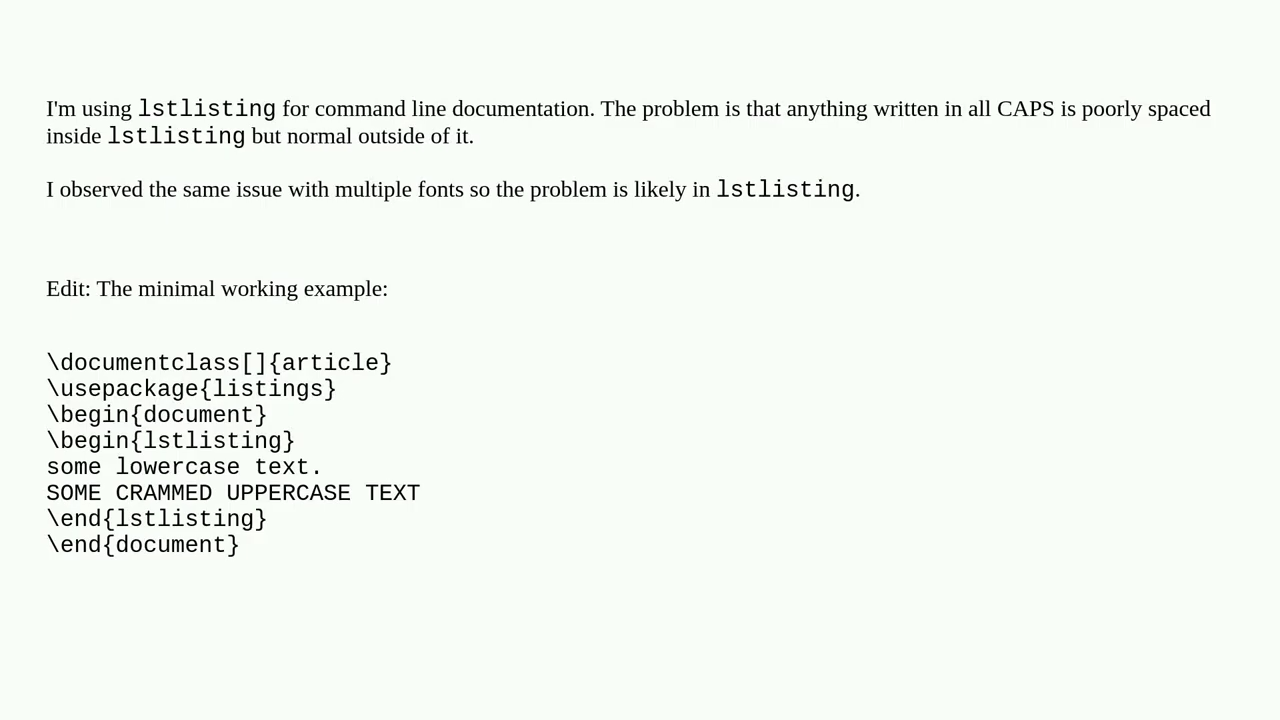 I'm using lstlisting for command line documentation. The problem is that anything written in all CAPS is poorly spaced
inside lstlisting but normal outside of it.
I observed the same issue with multiple fonts so the problem is likely in lstlisting.
Edit: The minimal working example:
\documentclass[]{article}
\usepackage{listings}
\begin{document}
\begin{lstlisting}
some lowercase text.
SOME CRAMMED UPPERCASE TEXT
\end{lstlisting}
\end{document}